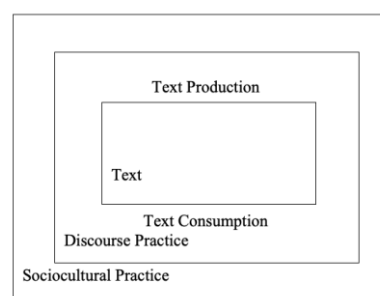 Text Production
Text
Text Consumption
Discourse Practice
Sociocultural Practice